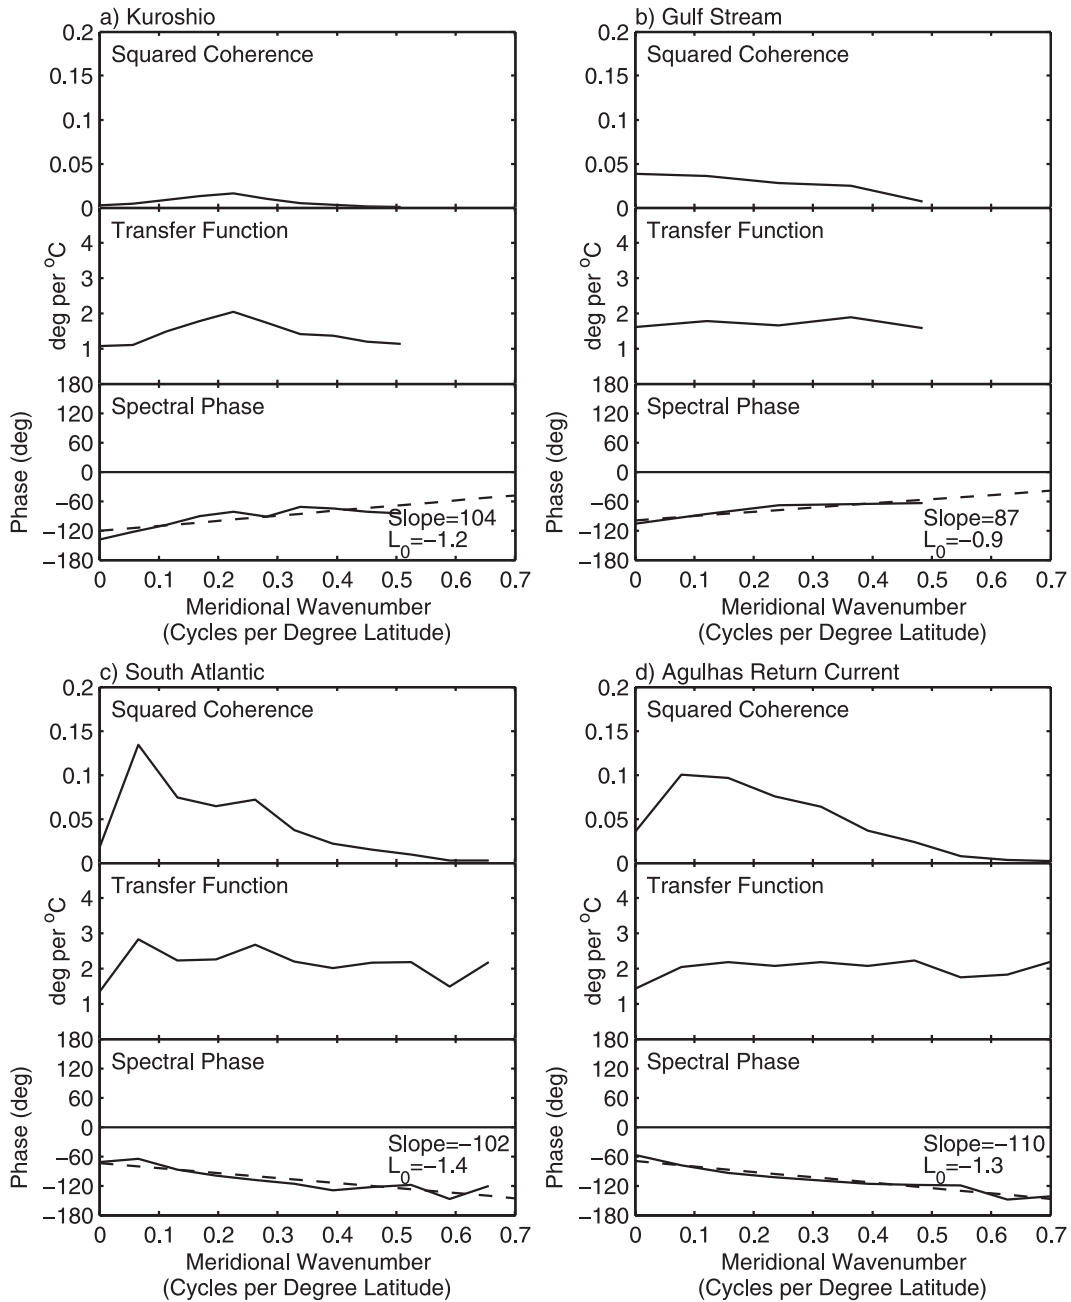 a) Kuroshio
Squared Coherence
0.2
0.15
0.1
0.05
0
Transfer Function
deg per °C
4
3
2
1
Spectral Phase
Phase (deg)
180
120
60
0
−60
−120
−180
Slope=104
L0=−1.2
0 0.1 0.2 0.3 0.4 0.5 0.6 0.7
Meridional Wavenumber
(Cycles per Degree Latitude)
b) Gulf Stream
Squared Coherence
0.2
0.15
0.1
0.05
0
Transfer Function
deg per °C
4
3
2
1
Spectral Phase
Phase (deg)
180
120
60
0
−60
−120
−180
Slope=87
L0=−0.9
0 0.1 0.2 0.3 0.4 0.5 0.6 0.7
Meridional Wavenumber
(Cycles per Degree Latitude)
c) South Atlantic
Squared Coherence
0.2
0.15
0.1
0.05
0
Transfer Function
deg per °C
4
3
2
1
Spectral Phase
Phase (deg)
180
120
60
0
−60
−120
−180
Slope=−102
L0=−1.4
0 0.1 0.2 0.3 0.4 0.5 0.6 0.7
Meridional Wavenumber
(Cycles per Degree Latitude)
d) Agulhas Return Current
Squared Coherence
0.2
0.15
0.1
0.05
0
Transfer Function
deg per °C
4
3
2
1
Spectral Phase
Phase (deg)
180
120
60
0
−60
−120
−180
Slope=−110
L0=−1.3
0 0.1 0.2 0.3 0.4 0.5 0.6 0.7
Meridional Wavenumber
(Cycles per Degree Latitude)